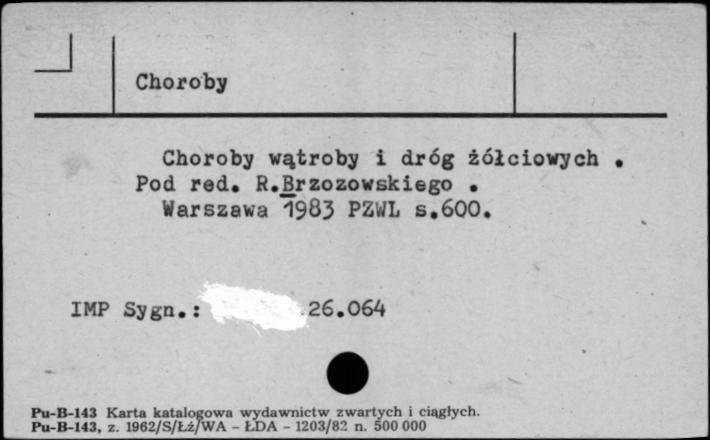 Choroby
Choroby wątroby i dróg żółciowych .
Pod red. R.Brzozowskiego .
Warszawa 1983 PZWL s.600.
IMP Sygn.: 26.064
Pu-B-143 Karta katalogowa wydawnictw zwartych i ciągłych.
Pu-B-143, z. 1962/S/Łż/WA - ŁDA - 1203/82 n. 500 000